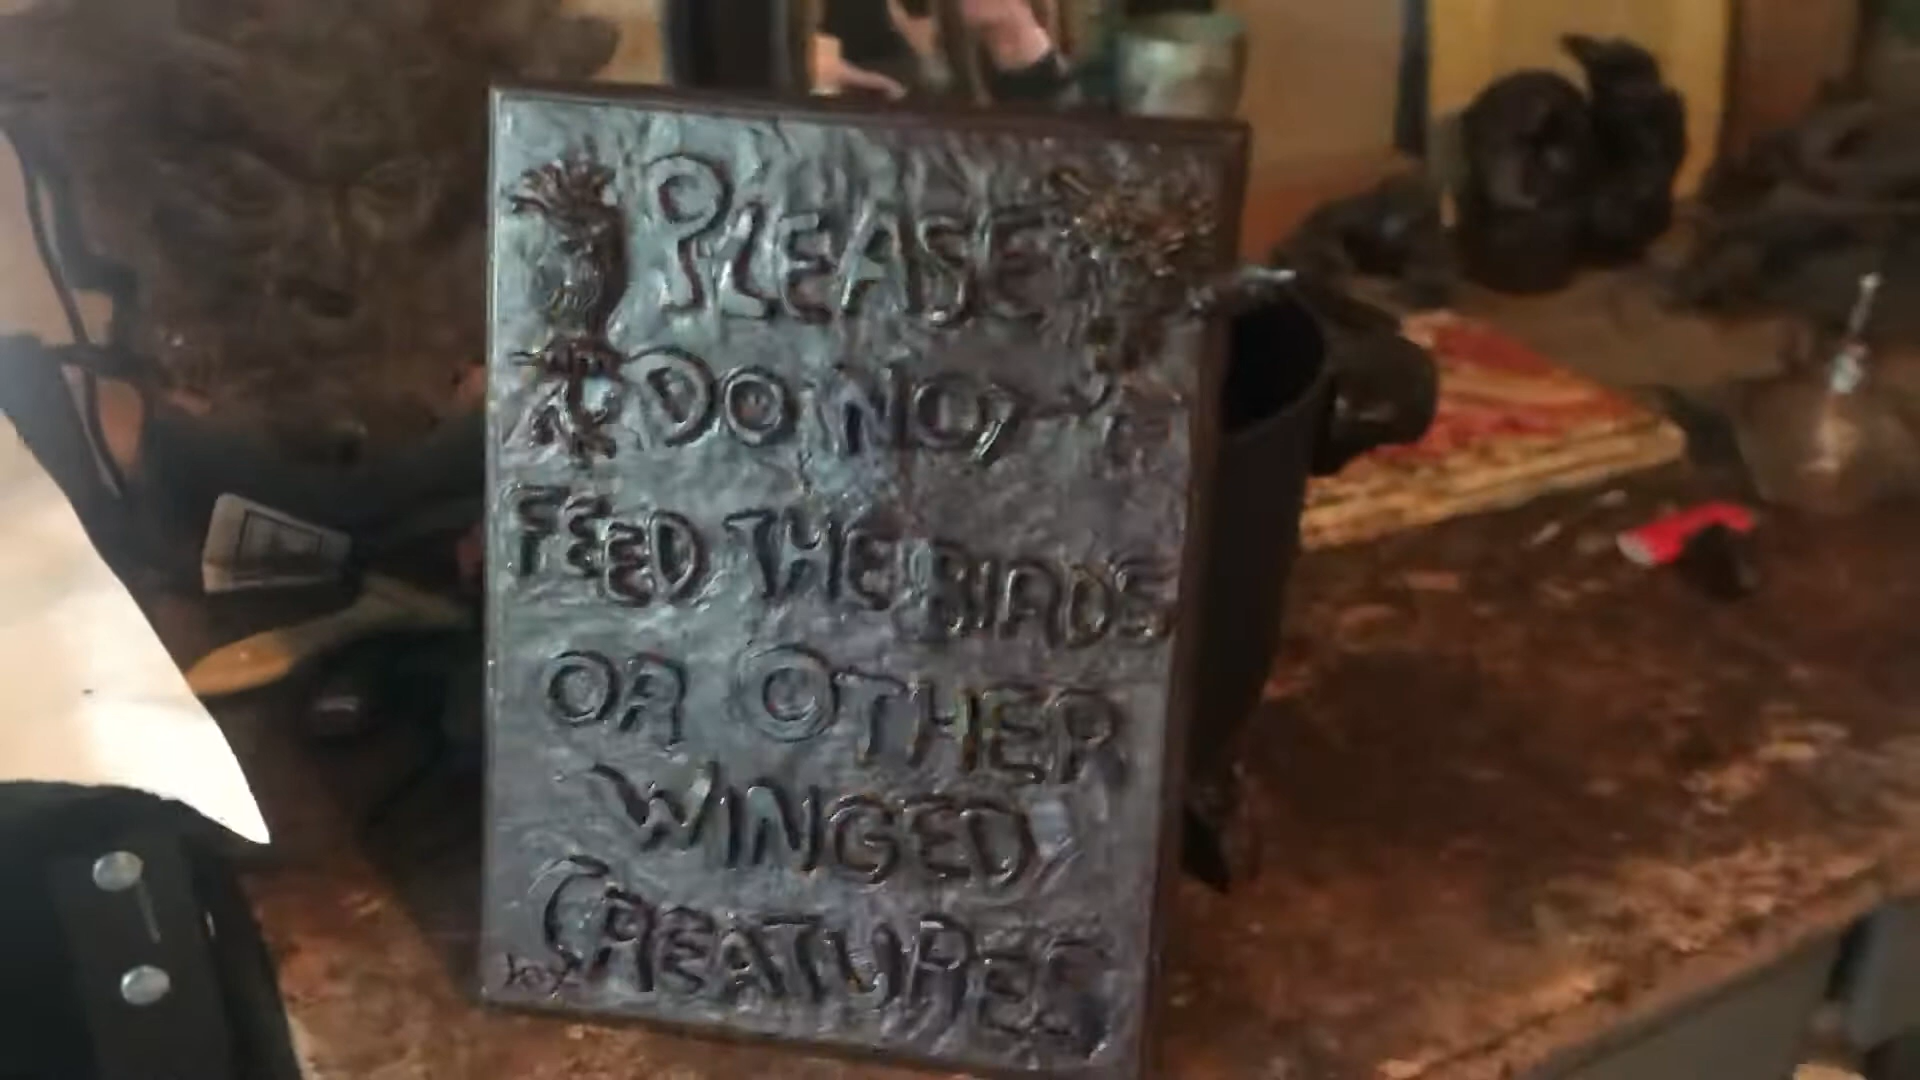 PLEASE
DO NOT
FEED THE BIRDS
OR OTHER
WINGED
CREATURES